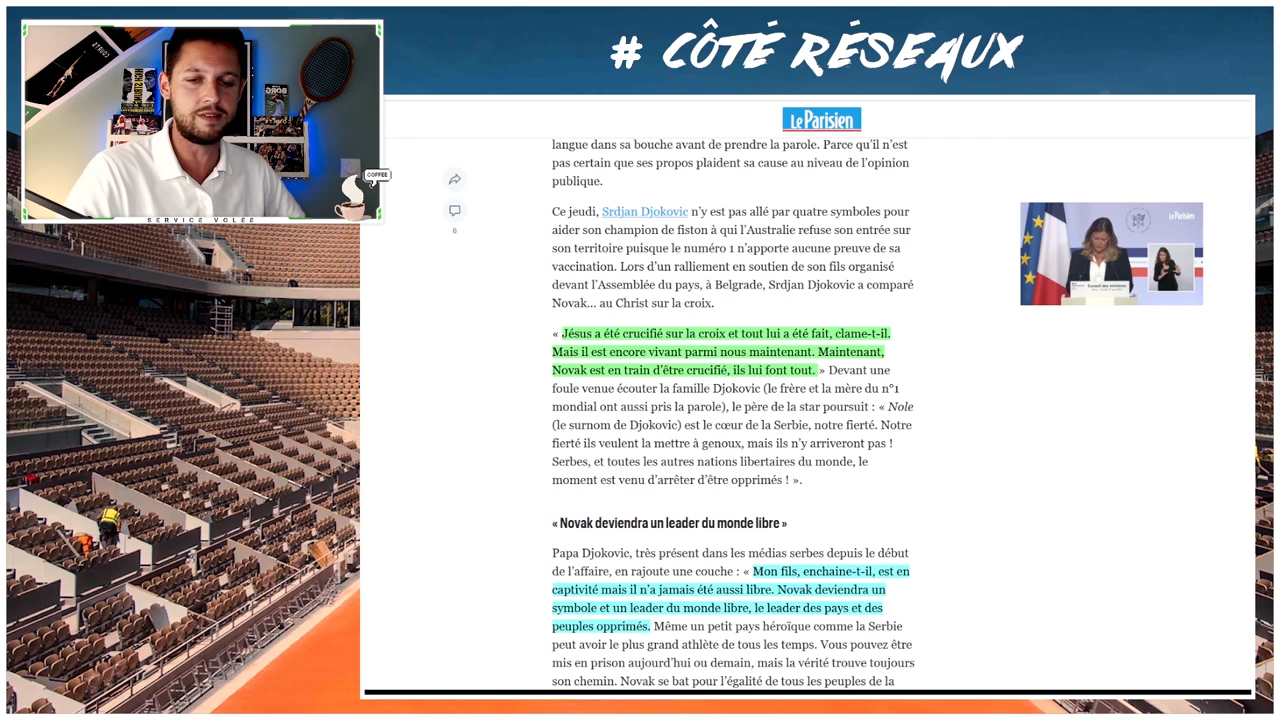 # CÔTÉ RÉSEAUX
COFFEE
SERVICE VOLÉE
Le Parisien
langue dans sa bouche avant de prendre la parole. Parce qu’il n’est
pas certain que ses propos plaident sa cause au niveau de l’opinion
publique.
Ce jeudi, Srdjan Djokovic n’y est pas allé par quatre symboles pour
aider son champion de fiston à qui l’Australie refuse son entrée sur
son territoire puisque le numéro 1 n’apporte aucune preuve de sa
vaccination. Lors d’un ralliement en soutien de son fils organisé
devant l’Assemblée du pays, à Belgrade, Srdjan Djokovic a comparé
Novak… au Christ sur la croix.
« Jésus a été crucifié sur la croix et tout lui a été fait, clame-t-il.
Mais il est encore vivant parmi nous maintenant. Maintenant,
Novak est en train d’être crucifié, ils lui font tout. » Devant une
foule venue écouter la famille Djokovic (le frère et la mère du n°1
mondial ont aussi pris la parole), le père de la star poursuit : « Nole
(le surnom de Djokovic) est le cœur de la Serbie, notre fierté. Notre
fierté ils veulent la mettre à genoux, mais ils n’y arriveront pas !
Serbes, et toutes les autres nations libertaires du monde, le
moment est venu d’arrêter d’être opprimés ! ».
« Novak deviendra un leader du monde libre »
Papa Djokovic, très présent dans les médias serbes depuis le début
de l’affaire, en rajoute une couche : « Mon fils, enchaine-t-il, est en
captivité mais il n’a jamais été aussi libre. Novak deviendra un
symbole et un leader du monde libre, le leader des pays et des
peuples opprimés. Même un petit pays héroïque comme la Serbie
peut avoir le plus grand athlète de tous les temps. Vous pouvez être
mis en prison aujourd’hui ou demain, mais la vérité trouve toujours
son chemin. Novak se bat pour l’égalité de tous les peuples de la
6
Le Parisien
Conseil des ministres